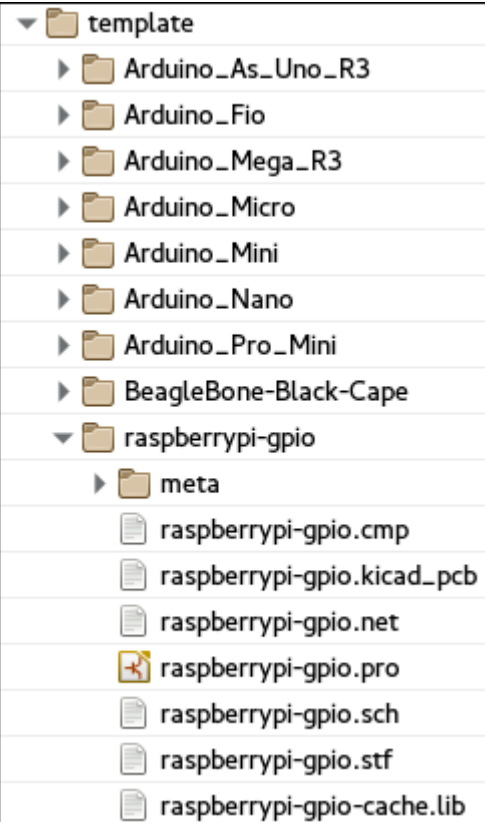 template
Arduino_As_Uno_R3
Arduino_Fio
Arduino_Mega_R3
Arduino_Micro
Arduino_Mini
Arduino_Nano
Arduino_Pro_Mini
BeagleBone-Black-Cape
raspberrypi-gpio
meta
raspberrypi-gpio.cmp
raspberrypi-gpio.kicad_pcb
raspberrypi-gpio.net
raspberrypi-gpio.pro
raspberrypi-gpio.sch
raspberrypi-gpio.stf
raspberrypi-gpio-cache.lib